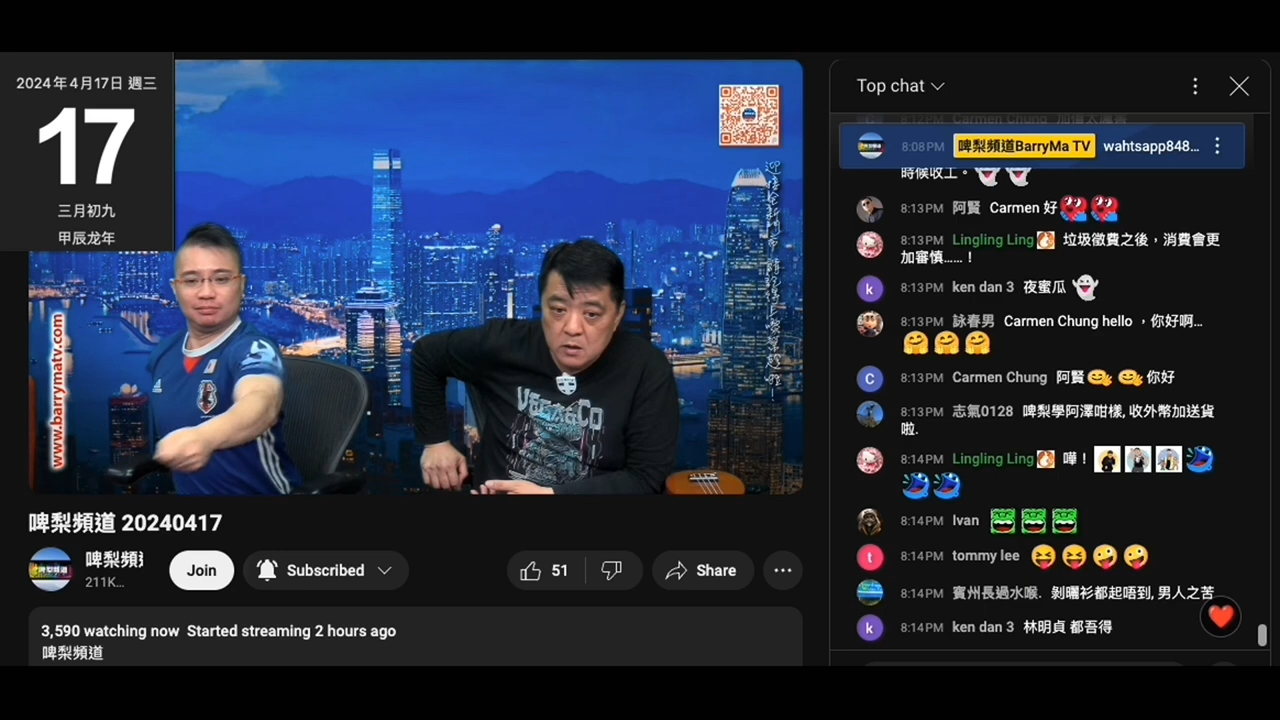 2024年4月17日 週三
17
三月初九
甲辰龙年
www.barrymatv.com
VegA&Co
啤梨頻道 20240417
啤梨頻道
211K...
Join
Subscribed
51
Share
3,590 watching now Started streaming 2 hours ago
啤梨頻道
Top chat
8:12PM Carmen Chung
8:08PM 啤梨頻道BarryMa TV wahtsapp848...
時候收工。
8:13PM 阿賢 Carmen 好
8:13PM Lingling Ling 垃圾徵費之後，消費會更
加審慎......！
8:13PM ken dan 3 夜蜜瓜
8:13PM 詠春男 Carmen Chung hello ，你好啊...
8:13PM Carmen Chung 阿賢 你好
8:13PM 志氣0128 啤梨學阿澤咁樣, 收外幣加送貨
啦.
8:14PM Lingling Ling 嘩！
8:14PM Ivan
8:14PM tommy lee
8:14PM 賓州長過水喉. 剝曬衫都起唔到, 男人之苦
8:14PM ken dan 3 林明貞 都吾得